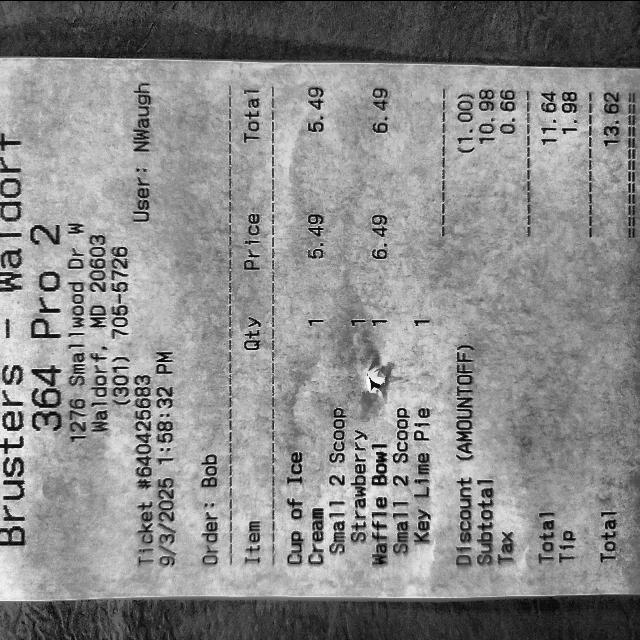 Brusters - Waldorf
364 Pro 2
1276 Smallwood Dr W
Waldorf, MD 20603
(301) 705-5726
Ticket #640425683 User: NWaugh
9/3/2025 1:58:32 PM
Order: Bob
Item Qty Price Total
Cup of Ice 1 5.49 5.49
Cream
Small 2 Scoop
Strawberry 1
Waffle Bowl 1 6.49 6.49
Small 2 Scoop
Key Lime Pie 1
Discount (AMOUNTOFF) (1.00)
Subtotal 10.98
Tax 0.66
Total 11.64
Tip 1.98
Total 13.62